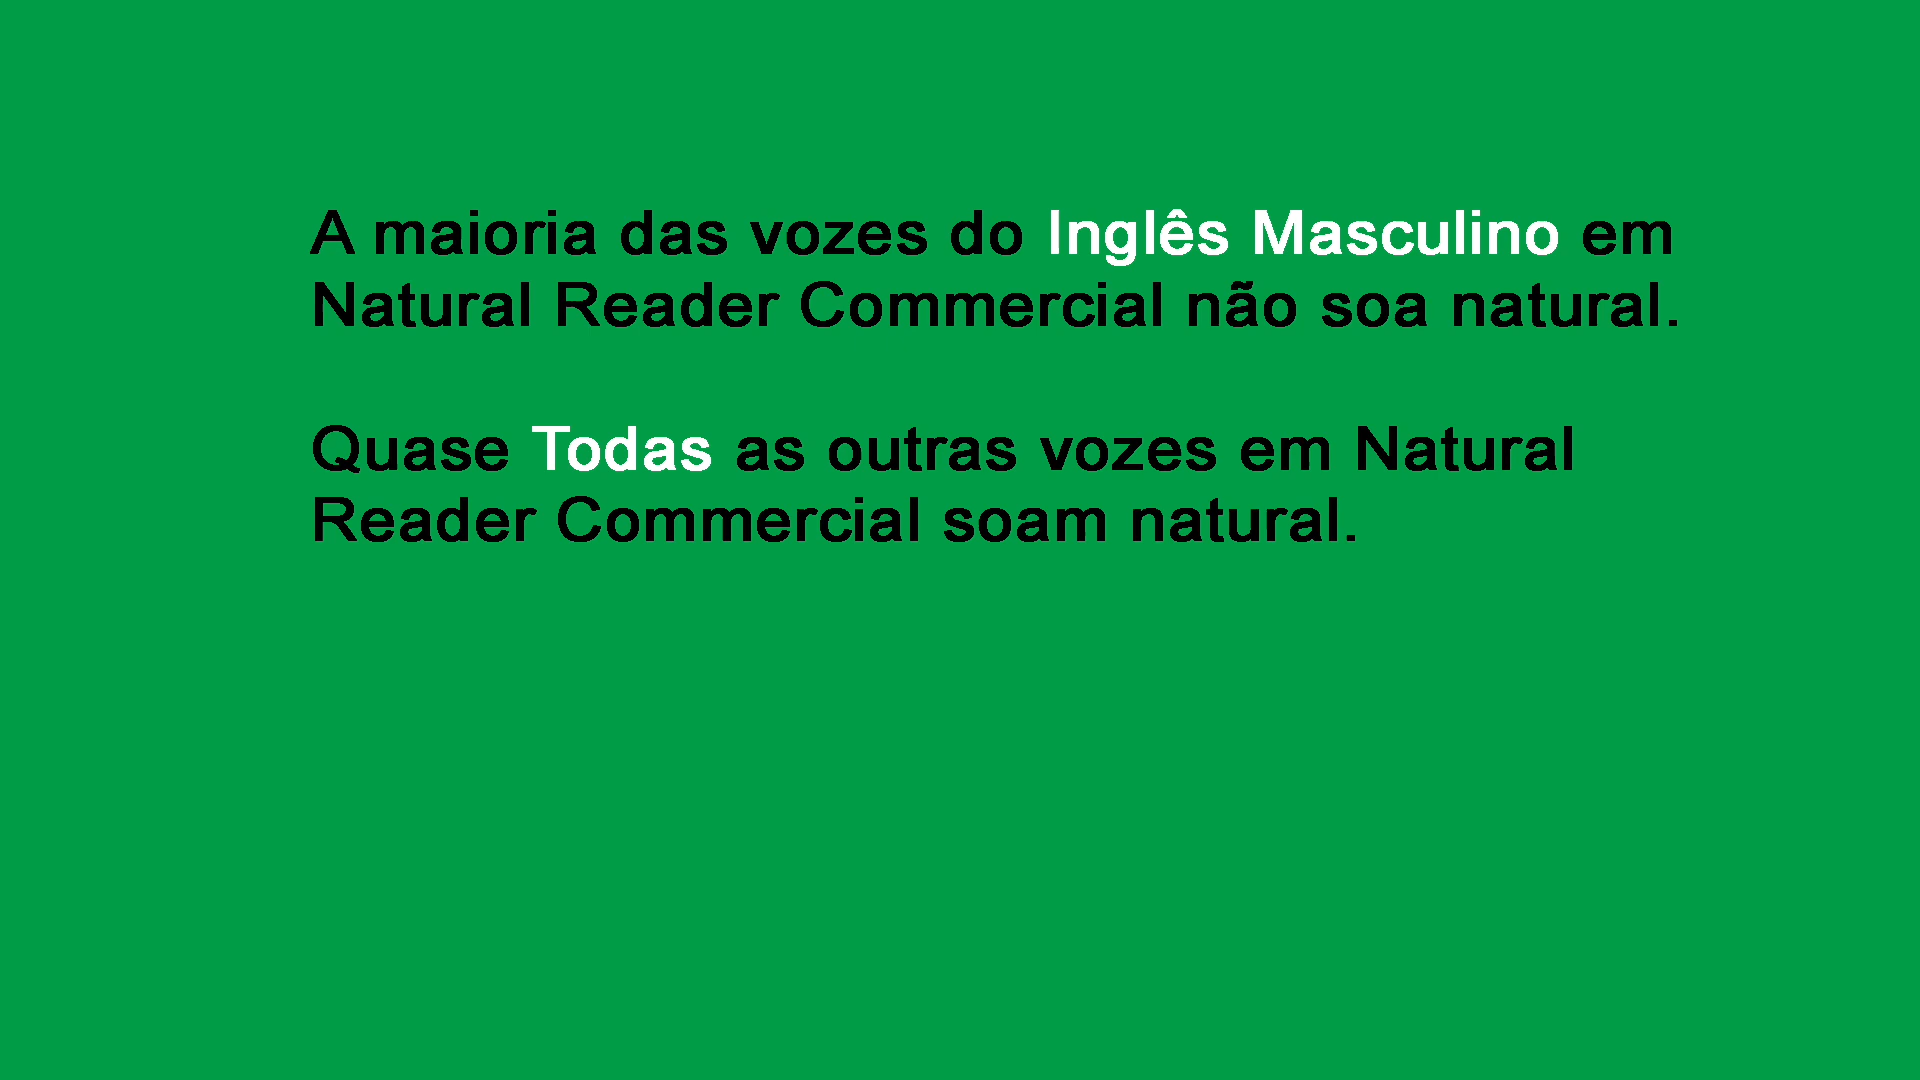 A maioria das vozes do Inglês Masculino em
Natural Reader Commercial não soa natural.
Quase Todas as outras vozes em Natural
Reader Commercial soam natural.